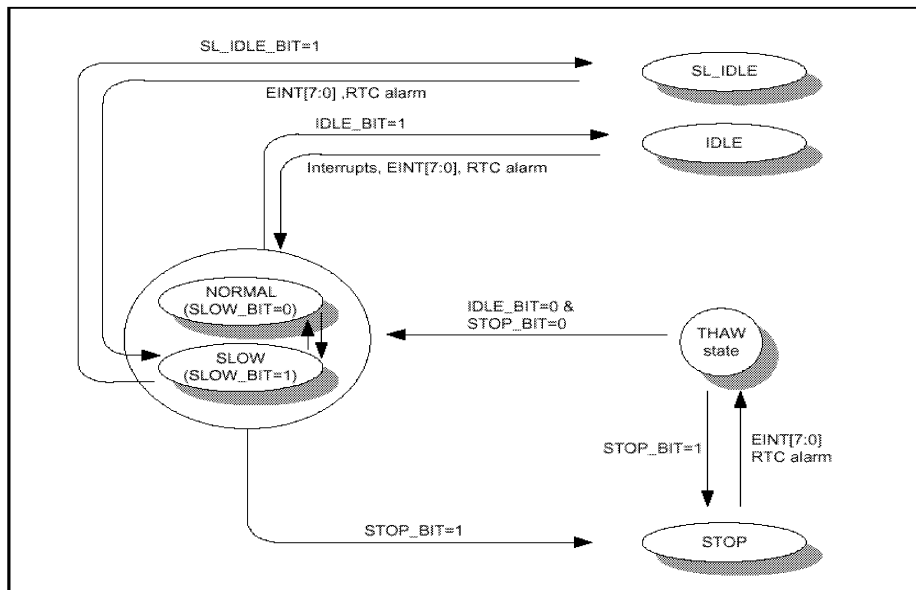 SL_IDLE_BIT=1
SL_IDLE
EINT[7:0] ,RTC alarm
IDLE_BIT=1
IDLE
Interrupts, EINT[7:0], RTC alarm
NORMAL
(SLOW_BIT=0)
IDLE_BIT=0 &
STOP_BIT=0
THAW
state
SLOW
(SLOW_BIT=1)
STOP_BIT=1
EINT[7:0]
RTC alarm
STOP_BIT=1
STOP